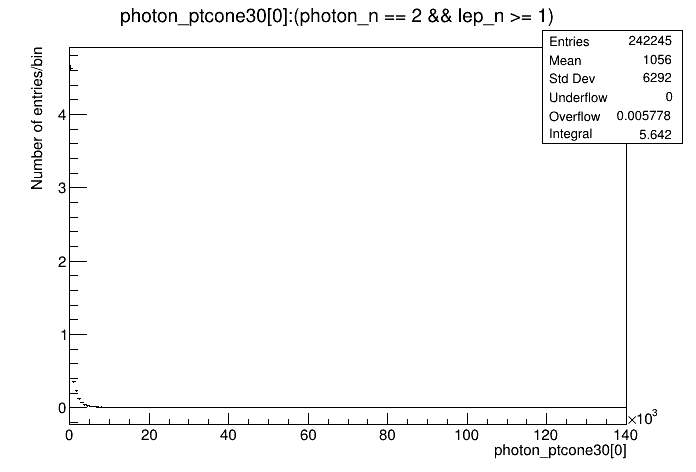 photon_ptcone30[0]:(photon_n == 2 && lep_n >= 1)
Entries 242245
Mean 1056
Std Dev 6292
Underflow 0
Overflow 0.005778
Integral 5.642
Number of entries/bin
4
3
2
1
0
0 20 40 60 80 100 120 140
×10³
photon_ptcone30[0]